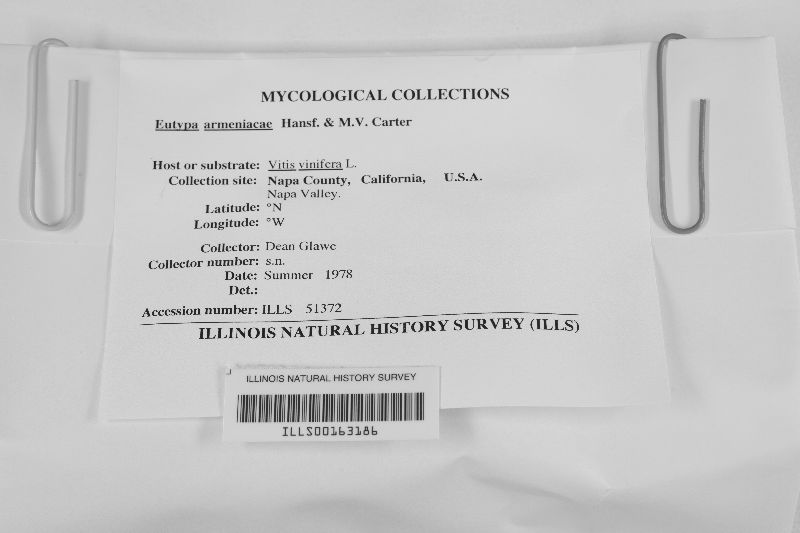 MYCOLOGICAL COLLECTIONS
Eutypa armeniacae Hansf. & M.V. Carter
Host or substrate: Vitis vinifera L.
Collection site: Napa County, California, U.S.A.
Napa Valley.
Latitude: °N
Longitude: °W
Collector: Dean Glawe
Collector number: s.n.
Date: Summer 1978
Det.:
Accession number: ILLS 51372
ILLINOIS NATURAL HISTORY SURVEY (ILLS)
ILLINOIS NATURAL HISTORY SURVEY
ILLS00163186